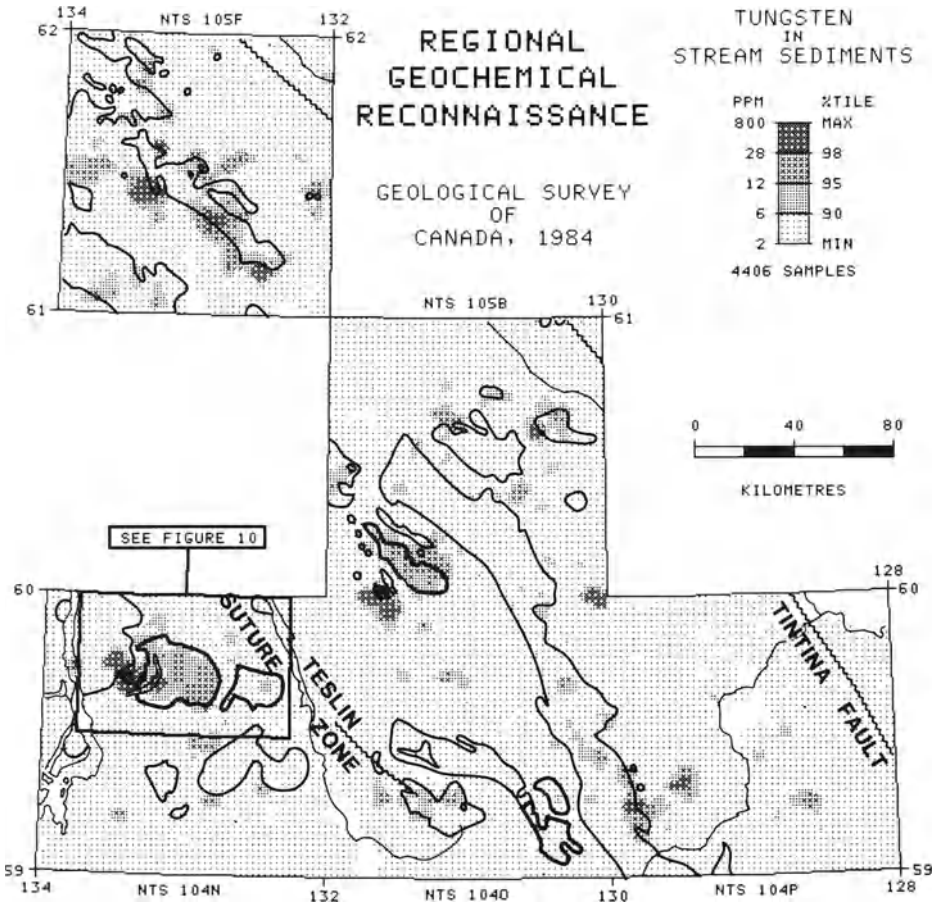 134
NTS 105F
132
62
62
REGIONAL
GEOCHEMICAL
RECONNAISSANCE
GEOLOGICAL SURVEY
OF
CANADA, 1984
TUNGSTEN
IN
STREAM SEDIMENTS
PPM
%TILE
800
MAX
28
98
12
95
6
90
2
MIN
4406 SAMPLES
61
NTS 105B
130
61
0
40
80
KILOMETRES
SEE FIGURE 10
60
128
60
SUTURE
TESLIN
ZONE
TINTINA
FAULT
59
59
134
NTS 104N
132
NTS 104O
130
NTS 104P
128